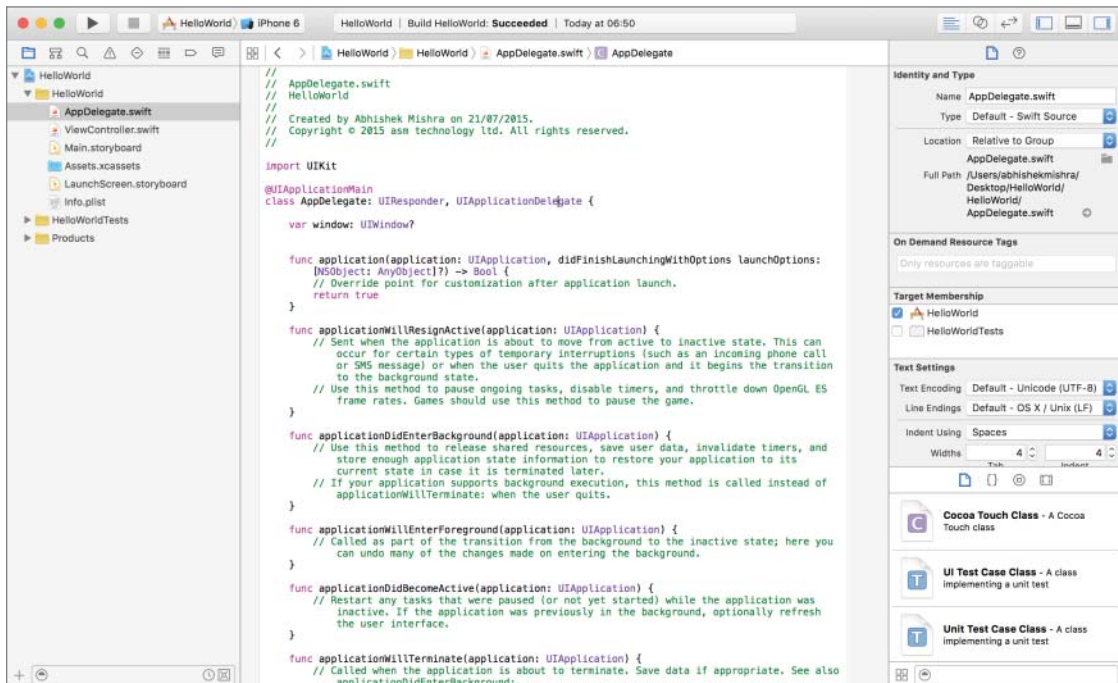 HelloWorld
iPhone 6
HelloWorld | Build HelloWorld: Succeeded | Today at 06:50
HelloWorld
HelloWorld
AppDelegate.swift
ViewController.swift
Main.storyboard
Assets.xcassets
LaunchScreen.storyboard
Info.plist
HelloWorldTests
Products
HelloWorld
HelloWorld
AppDelegate.swift
C AppDelegate
//
// AppDelegate.swift
// HelloWorld
//
// Created by Abhishek Mishra on 21/07/2015.
// Copyright © 2015 asm technology ltd. All rights reserved.
//
import UIKit
@UIApplicationMain
class AppDelegate: UIResponder, UIApplicationDelegate {
var window: UIWindow?
func application(application: UIApplication, didFinishLaunchingWithOptions launchOptions:
[NSObject: AnyObject]?) -> Bool {
// Override point for customization after application launch.
return true
}
func applicationWillResignActive(application: UIApplication) {
// Sent when the application is about to move from active to inactive state. This can
occur for certain types of temporary interruptions (such as an incoming phone call
or SMS message) or when the user quits the application and it begins the transition
to the background state.
// Use this method to pause ongoing tasks, disable timers, and throttle down OpenGL ES
frame rates. Games should use this method to pause the game.
}
func applicationDidEnterBackground(application: UIApplication) {
// Use this method to release shared resources, save user data, invalidate timers, and
store enough application state information to restore your application to its
current state in case it is terminated later.
// If your application supports background execution, this method is called instead of
applicationWillTerminate: when the user quits.
}
func applicationWillEnterForeground(application: UIApplication) {
// Called as part of the transition from the background to the inactive state; here you
can undo many of the changes made on entering the background.
}
func applicationDidBecomeActive(application: UIApplication) {
// Restart any tasks that were paused (or not yet started) while the application was
inactive. If the application was previously in the background, optionally refresh
the user interface.
}
func applicationWillTerminate(application: UIApplication) {
// Called when the application is about to terminate. Save data if appropriate. See also
applicationDidEnterBackground:
Identity and Type
Name AppDelegate.swift
Type Default - Swift Source
Location Relative to Group
AppDelegate.swift
Full Path /Users/abhishekmishra/
Desktop/HelloWorld/
HelloWorld/
AppDelegate.swift
On Demand Resource Tags
Only resources are taggable
Target Membership
HelloWorld
HelloWorldTests
Text Settings
Text Encoding Default - Unicode (UTF-8)
Line Endings Default - OS X / Unix (LF)
Indent Using Spaces
Widths 4 4
Tab Indent
{}
C
Cocoa Touch Class - A Cocoa
Touch class
T
UI Test Case Class - A class
implementing a unit test
T
Unit Test Case Class - A class
implementing a unit test